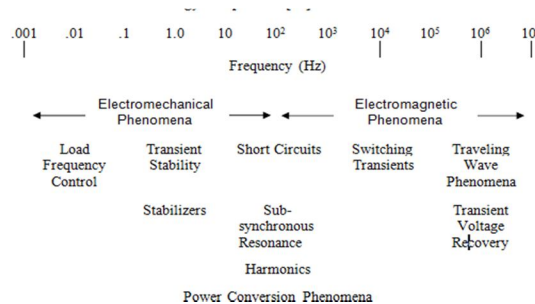 .001 .01 .1 1.0 10 10² 10³ 10⁴ 10⁵ 10⁶ 10
Frequency (Hz)
Electromechanical Electromagnetic
Phenomena Phenomena
Load Transient Short Circuits Switching Traveling
Frequency Stability Transients Wave
Control Phenomena
Stabilizers Sub- Transient
synchronous Voltage
Resonance Recovery
Harmonics
Power Conversion Phenomena